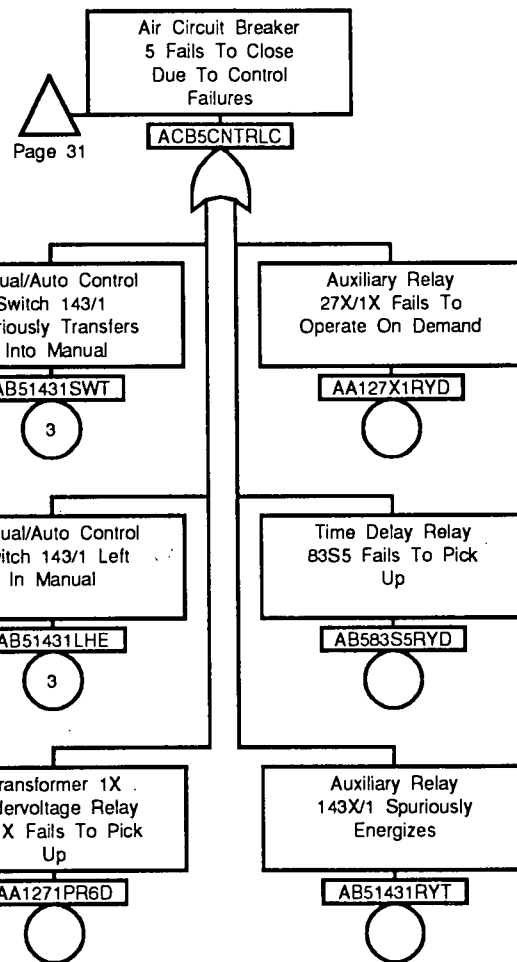 Air Circuit Breaker
5 Fails To Close
Due To Control
Failures
Page 31
ACB5CNTRLC
ual/Auto Control
Switch 143/1
riously Transfers
Into Manual
AB51431SWT
3
Auxiliary Relay
27X/1X Fails To
Operate On Demand
AA127X1RYD
ual/Auto Control
itch 143/1 Left
In Manual
AB51431LHE
3
Time Delay Relay
83S5 Fails To Pick
Up
AB583S5RYD
ransformer 1X
dervoltage Relay
X Fails To Pick
Up
AA1271PR6D
Auxiliary Relay
143X/1 Spuriously
Energizes
AB51431RYT